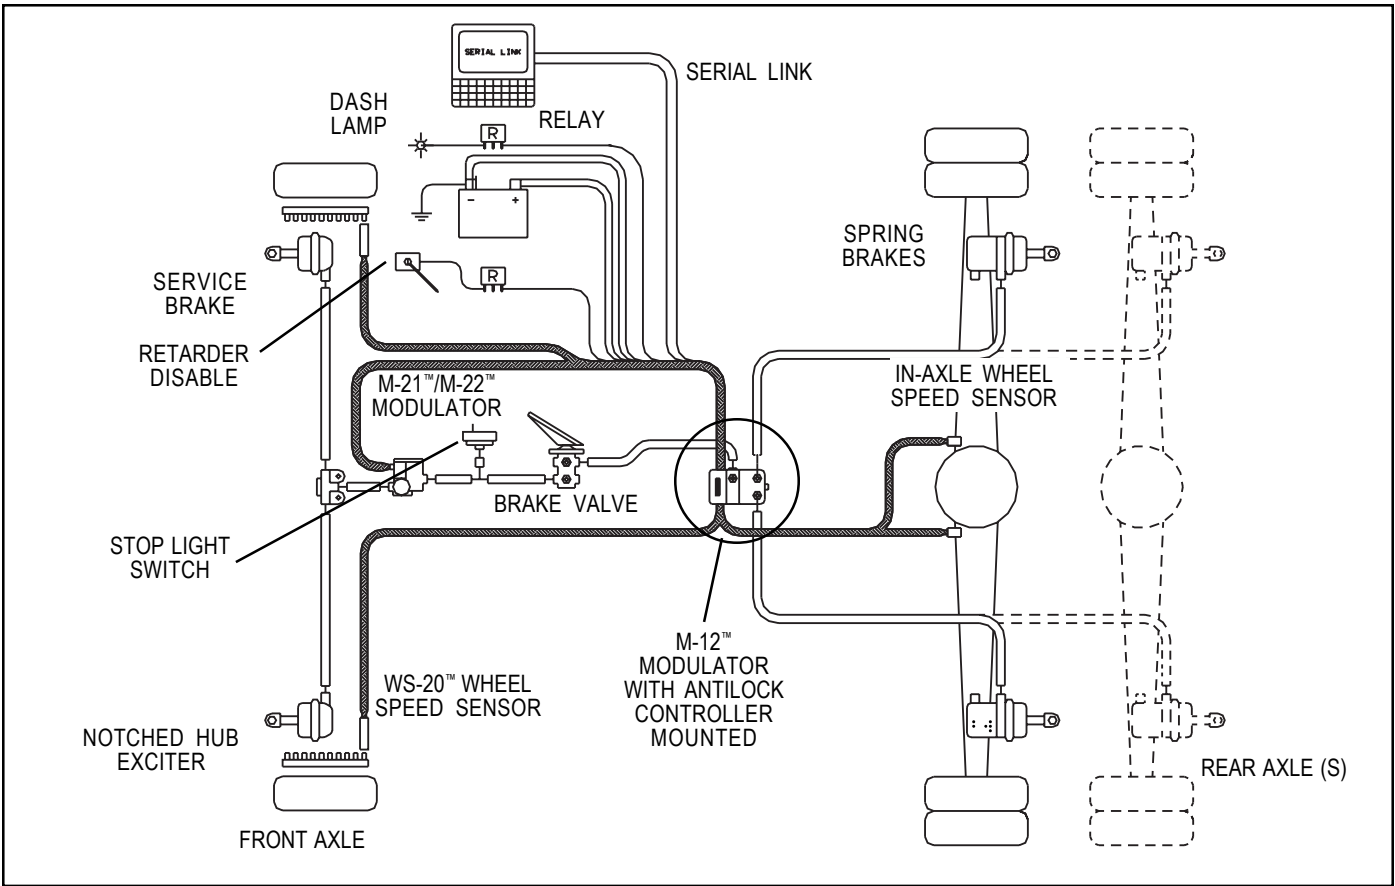 SERIAL LINK
SERIAL LINK
DASH
LAMP
RELAY
R
- +
SPRING
BRAKES
SERVICE
BRAKE
R
RETARDER
DISABLE
M-21™/M-22™
MODULATOR
IN-AXLE WHEEL
SPEED SENSOR
BRAKE VALVE
STOP LIGHT
SWITCH
M-12™
MODULATOR
WITH ANTILOCK
CONTROLLER
MOUNTED
WS-20™ WHEEL
SPEED SENSOR
NOTCHED HUB
EXCITER
REAR AXLE (S)
FRONT AXLE